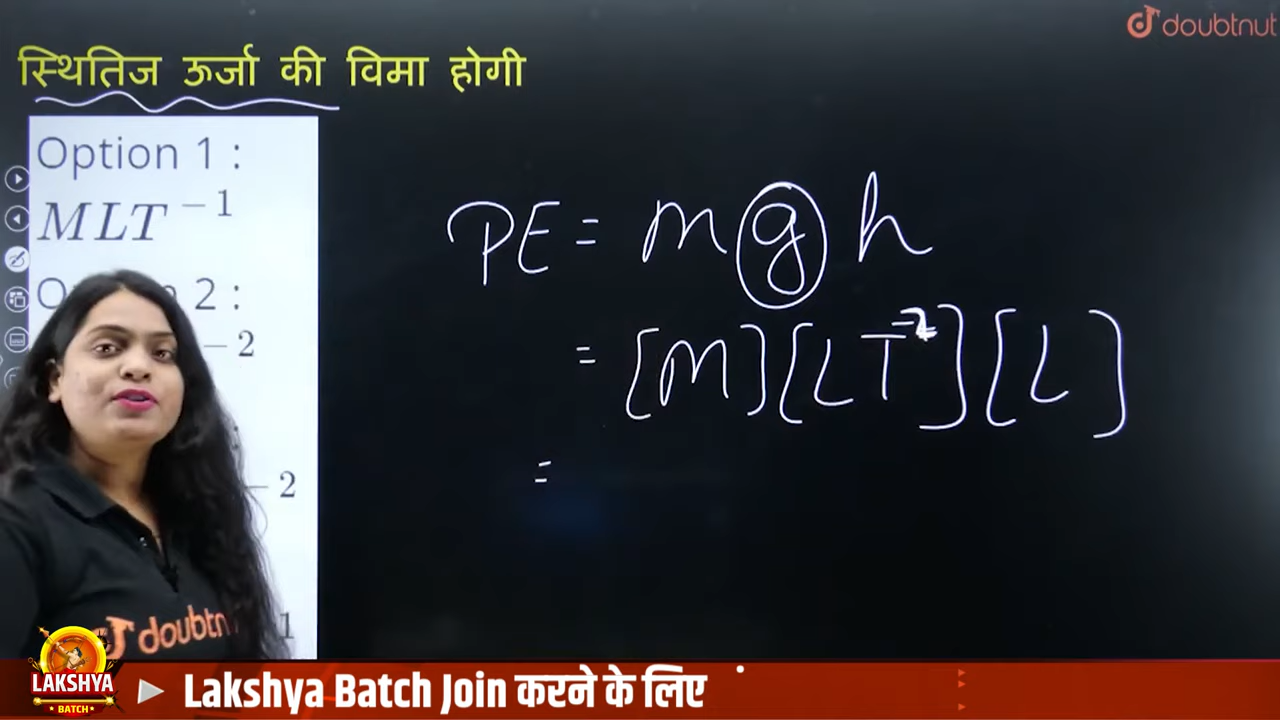 doubtnut
स्थितिज ऊर्जा की विमा होगी
Option 1 :
MLT⁻¹
2 :
-2
-2
1
PE = mgh
= [M][LT⁻²][L]
=
doubtn
LAKSHYA
BATCH
Lakshya Batch Join करने के लिए